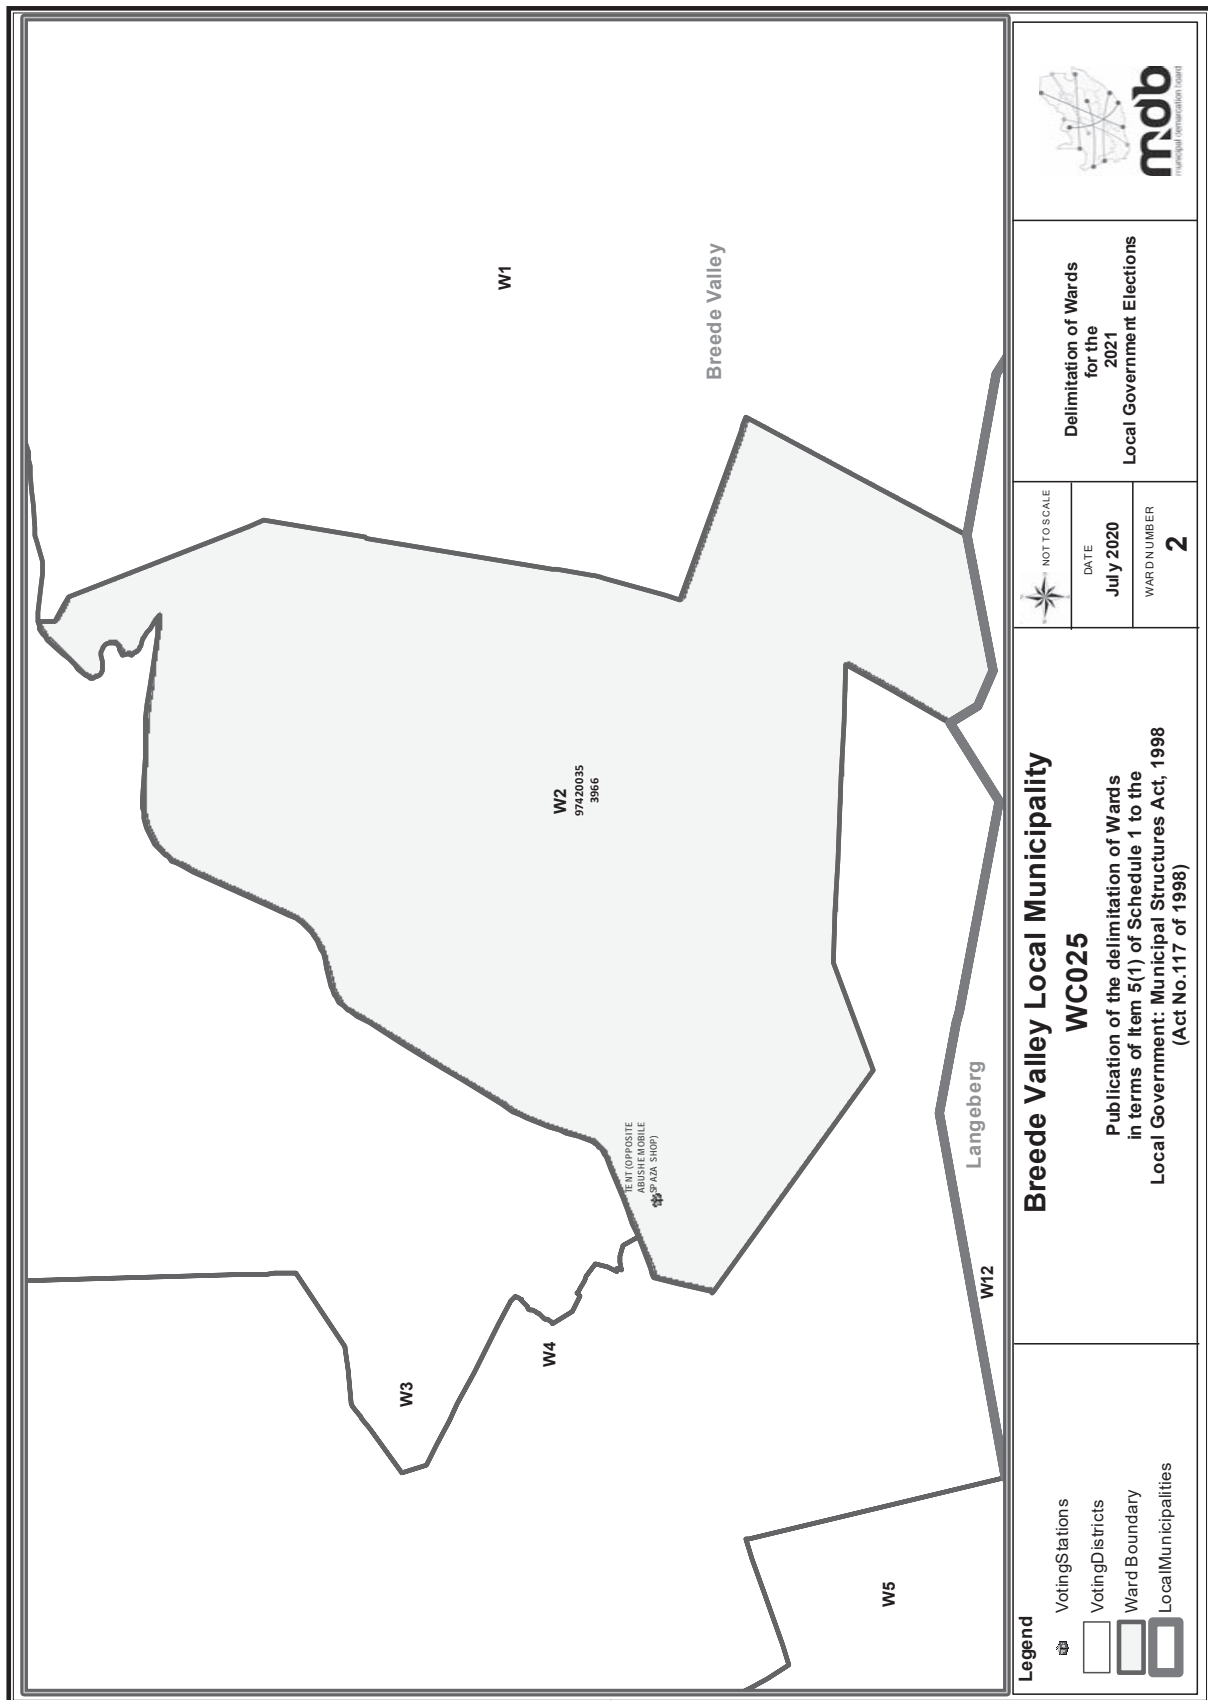 W1
Breede Valley
W2
97420035
3966
TENT (OPPOSITE
ABUSHE MOBILE
SPAZA SHOP)
W3
W4
Langeberg
W12
W5
Legend
VotingStations
VotingDistricts
Ward Boundary
LocalMunicipalities
Breede Valley Local Municipality
WC025
Publication of the delimitation of Wards
in terms of Item 5(1) of Schedule 1 to the
Local Government: Municipal Structures Act, 1998
(Act No.117 of 1998)
NOT TO SCALE
DATE
July 2020
WARD NUMBER
2
Delimitation of Wards
for the
2021
Local Government Elections
mdb
municipal demarcation board